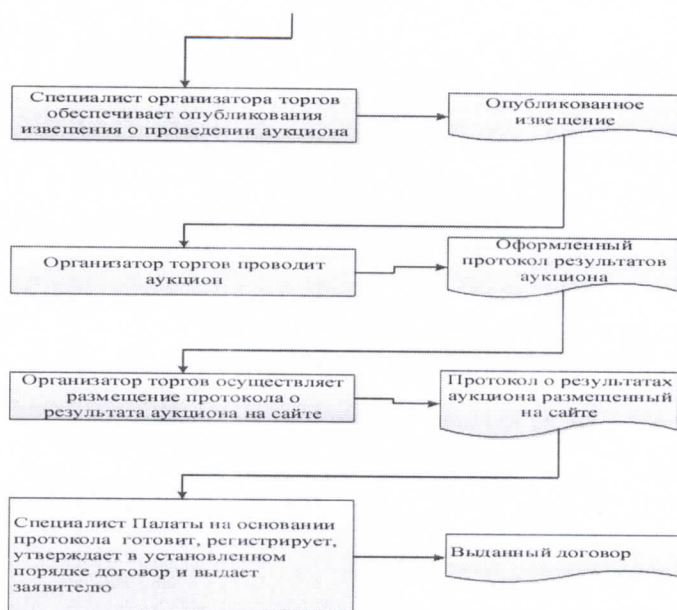 Специалист организатора торгов
обеспечивает опубликования
извещения о проведении аукциона
Опубликованное
извещение
Организатор торгов проводит
аукцион
Оформленный
протокол результатов
аукциона
Организатор торгов осуществляет
размещение протокола о
результата аукциона на сайте
Протокол о результатах
аукциона размещенный
на сайте
Специалист Палаты на основании
протокола готовит, регистрирует,
утверждает в установленном
порядке договор и выдает
заявителю
Выданный договор